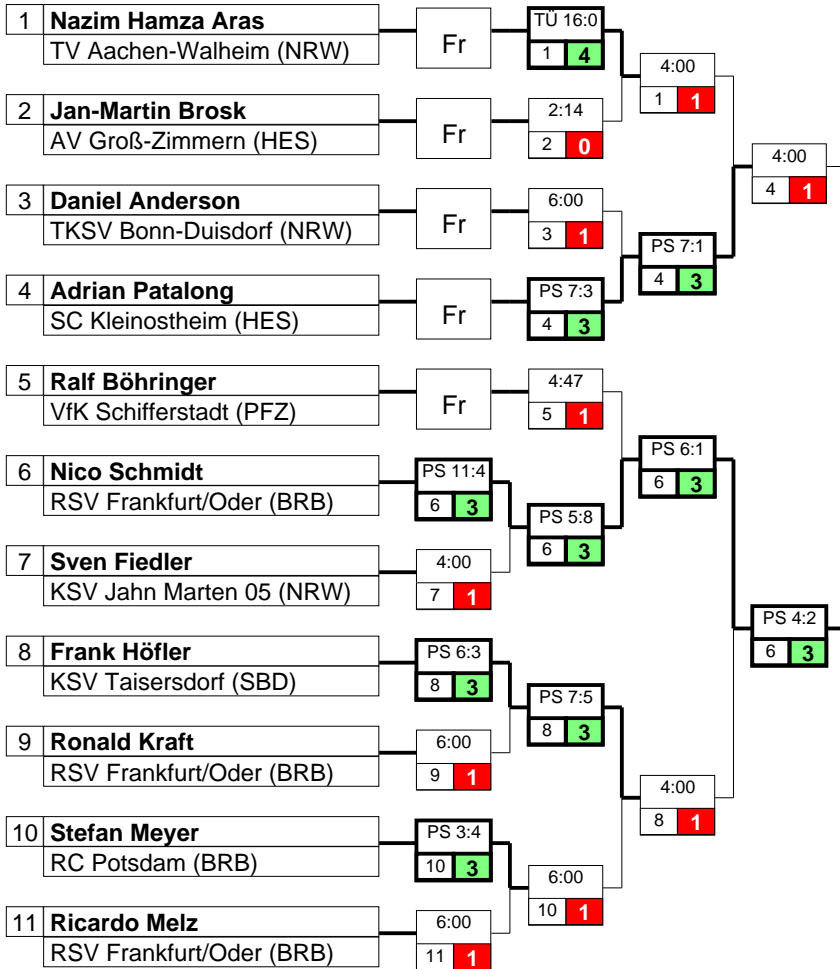 1 Nazim Hamza Aras
TV Aachen-Walheim (NRW)
Fr
TÜ 16:0
1 4
4:00
1 1
2 Jan-Martin Brosk
AV Groß-Zimmern (HES)
Fr
2:14
2 0
4:00
4 1
3 Daniel Anderson
TKSV Bonn-Duisdorf (NRW)
Fr
6:00
3 1
PS 7:1
4 3
4 Adrian Patalong
SC Kleinostheim (HES)
Fr
PS 7:3
4 3
5 Ralf Böhringer
VfK Schifferstadt (PFZ)
Fr
4:47
5 1
PS 6:1
6 3
6 Nico Schmidt
RSV Frankfurt/Oder (BRB)
PS 11:4
6 3
PS 5:8
6 3
7 Sven Fiedler
KSV Jahn Marten 05 (NRW)
4:00
7 1
PS 4:2
6 3
8 Frank Höfler
KSV Taisersdorf (SBD)
PS 6:3
8 3
PS 7:5
8 3
9 Ronald Kraft
RSV Frankfurt/Oder (BRB)
6:00
9 1
4:00
8 1
10 Stefan Meyer
RC Potsdam (BRB)
PS 3:4
10 3
6:00
10 1
11 Ricardo Melz
RSV Frankfurt/Oder (BRB)
6:00
11 1